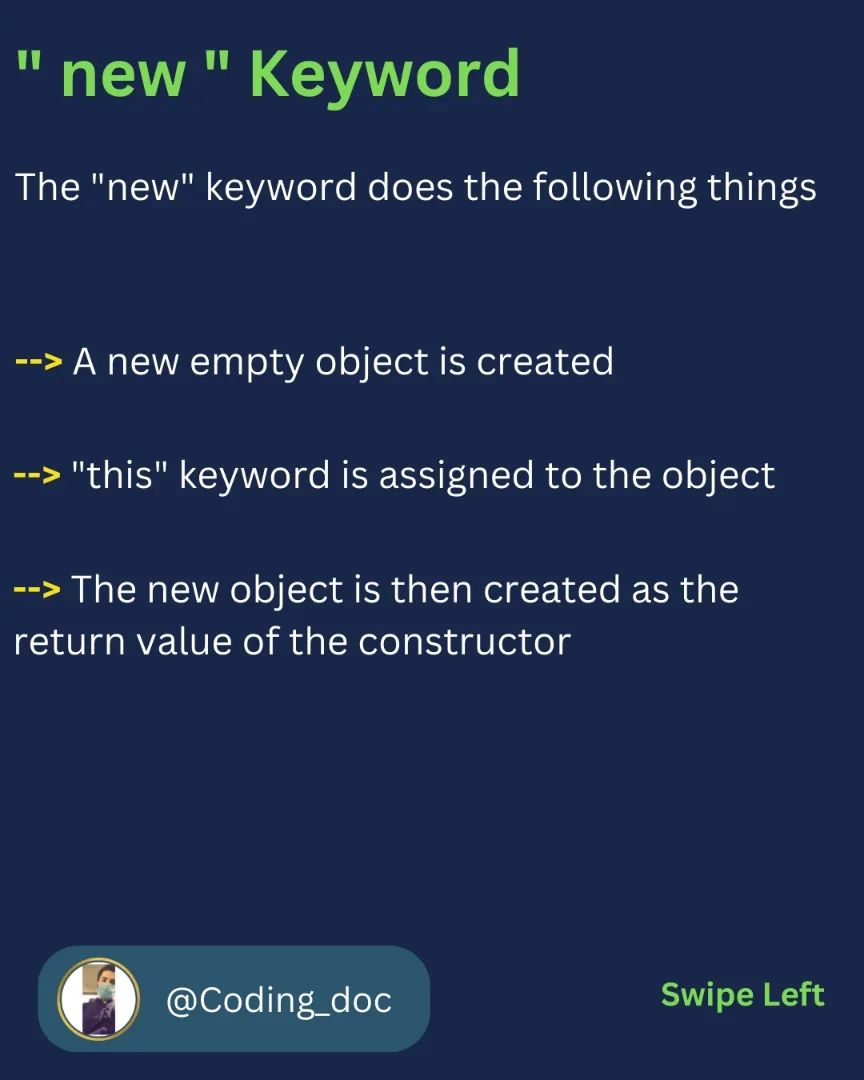 " new " Keyword
The "new" keyword does the following things
--> A new empty object is created
--> "this" keyword is assigned to the object
--> The new object is then created as the
return value of the constructor
@Coding_doc
Swipe Left